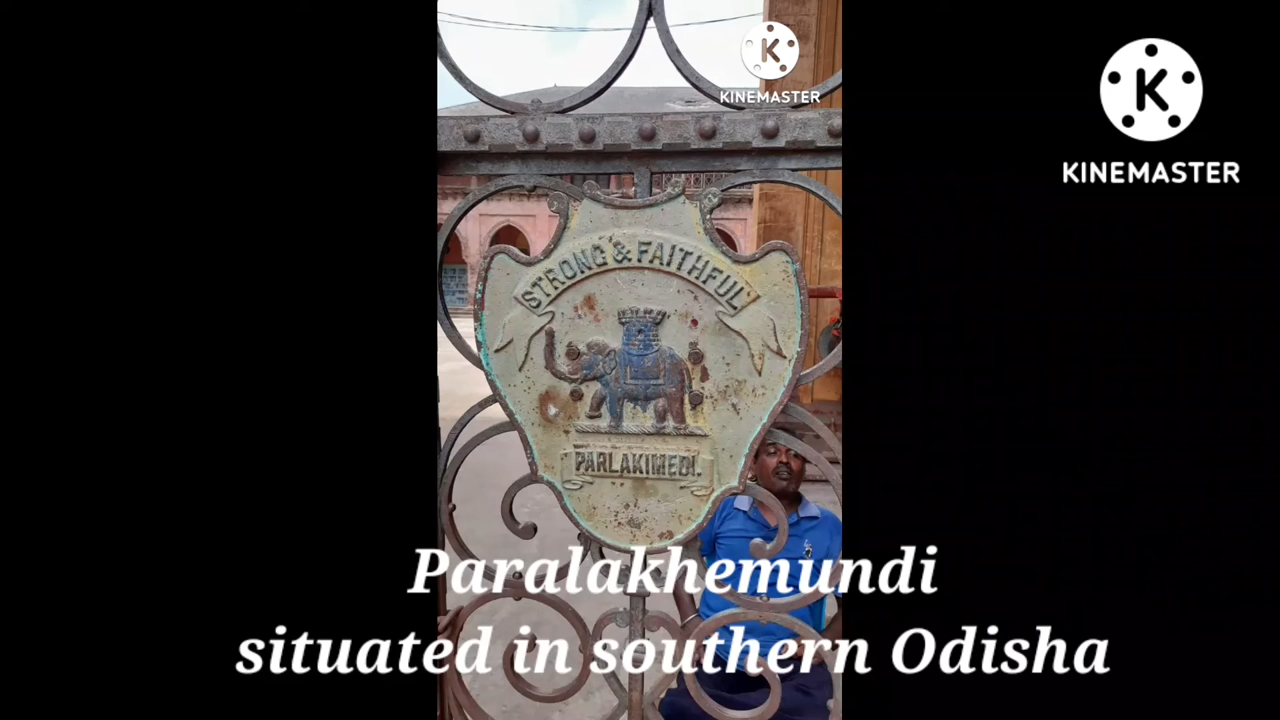 KINEMASTER
KINEMASTER
STRONG & FAITHFUL
PARLAKIMEDI.
Paralakhemundi
situated in southern Odisha